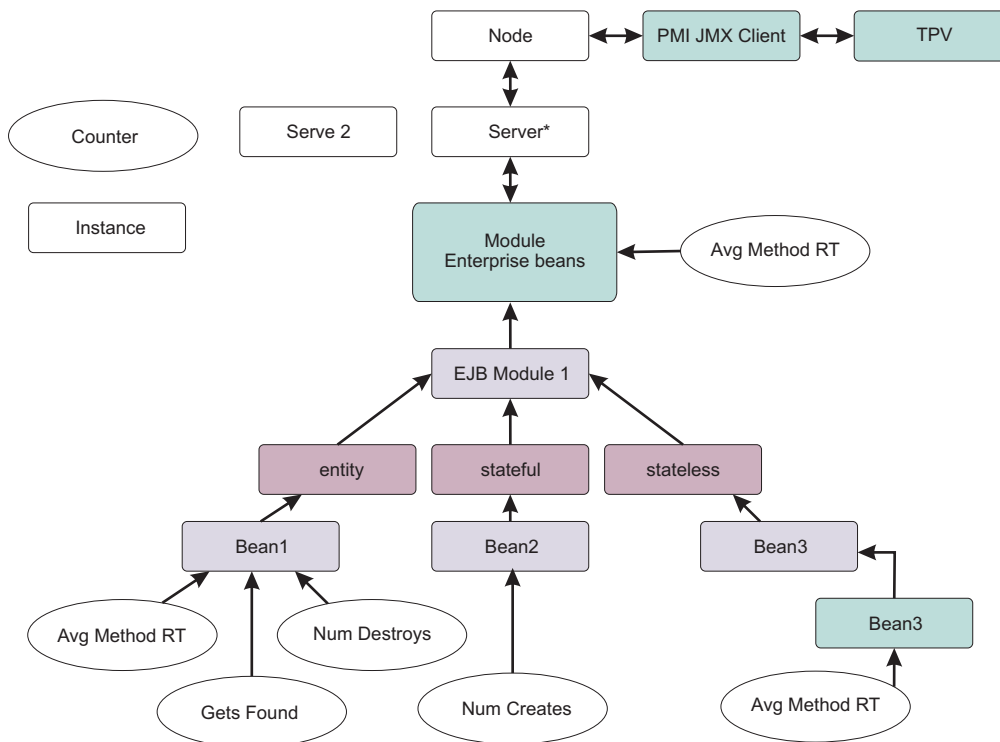 Node
PMI JMX Client
TPV
Counter
Serve 2
Server*
Instance
Module
Enterprise beans
Avg Method RT
EJB Module 1
entity
stateful
stateless
Bean1
Bean2
Bean3
Avg Method RT
Num Destroys
Bean3
Gets Found
Num Creates
Avg Method RT